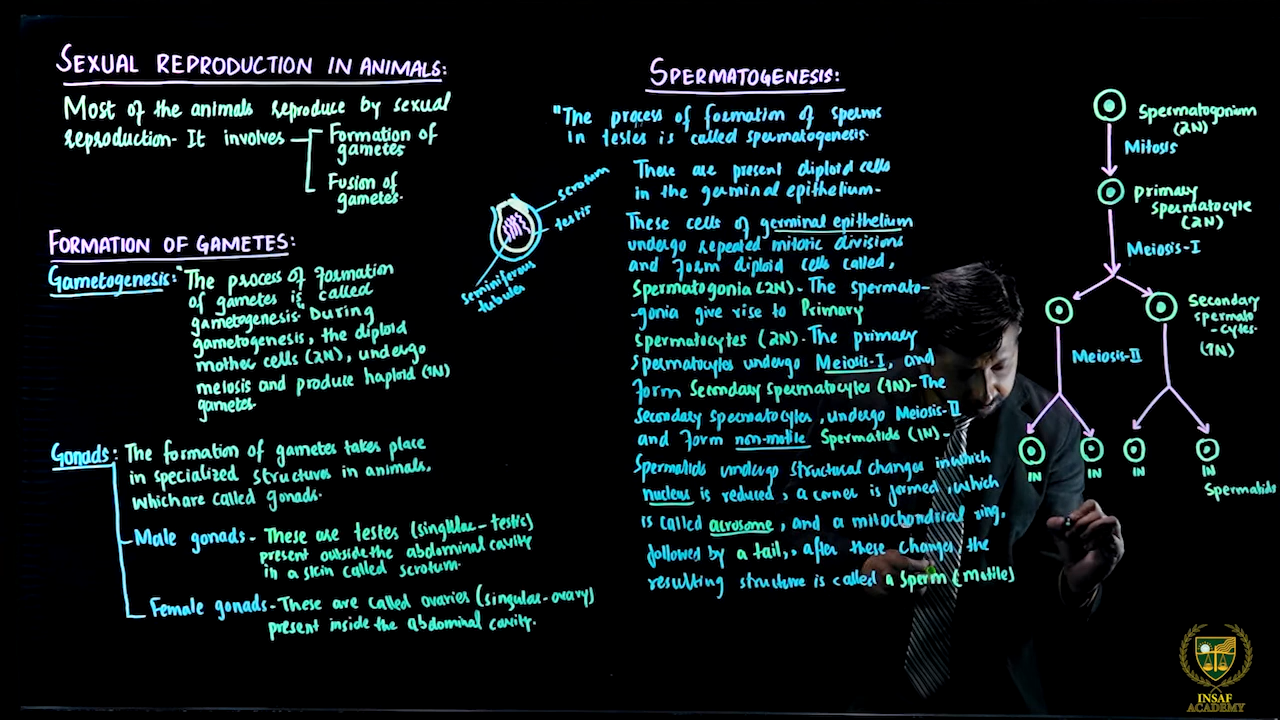 SEXUAL REPRODUCTION IN ANIMALS:
Most of the animals reproduce by sexual
reproduction- It involves
Formation of
gametes
Fusion of
gametes.
FORMATION OF GAMETES:
Gametogenesis: "The process of formation
of gametes is called
gametogenesis. During
gametogenesis, the diploid
mother cells (2N), undergo
meiosis and produce haploid (1N)
gametes.
Gonads: The formation of gametes takes place
in specialized structures in animals,
which are called gonads.
Male gonads - These are testes (singular-testis)
present outside the abdominal cavity
in a skin called scrotum.
Female gonads - These are called ovaries (singular-ovary)
present inside the abdominal cavity.
scrotum
testis
seminiferous
tubules
SPERMATOGENESIS:
"The process of formation of sperms
in testes is called spermatogenesis.
These are present diploid cells
in the germinal epithelium-
These cells of germinal epithelium
undergo repeated mitotic divisions
and form diploid cells called,
Spermatogonia (2N)- The spermato-
-gonia give rise to Primary
spermatocytes (2N)- The primary
spermatocytes undergo Meiosis-I, and
form Secondary spermatocytes (1N)- The
Secondary spermatocytes, undergo Meiosis-II
and form non-motile Spermatids (1N)-
Spermatids undergo structural changes in which
nucleus is reduced, a corner is formed, which
is called acrosome, and a mitochondrial ring,
followed by a tail,, after these changes the
resulting structure is called a sperm (motile)
Spermatogonium
(2N)
Mitosis
primary
spermatocyte
(2N)
Meiosis-I
Secondary
spermato
-cytes.
(1N)
Meiosis-II
1N 1N 1N 1N
Spermatids
INSAF
ACADEMY